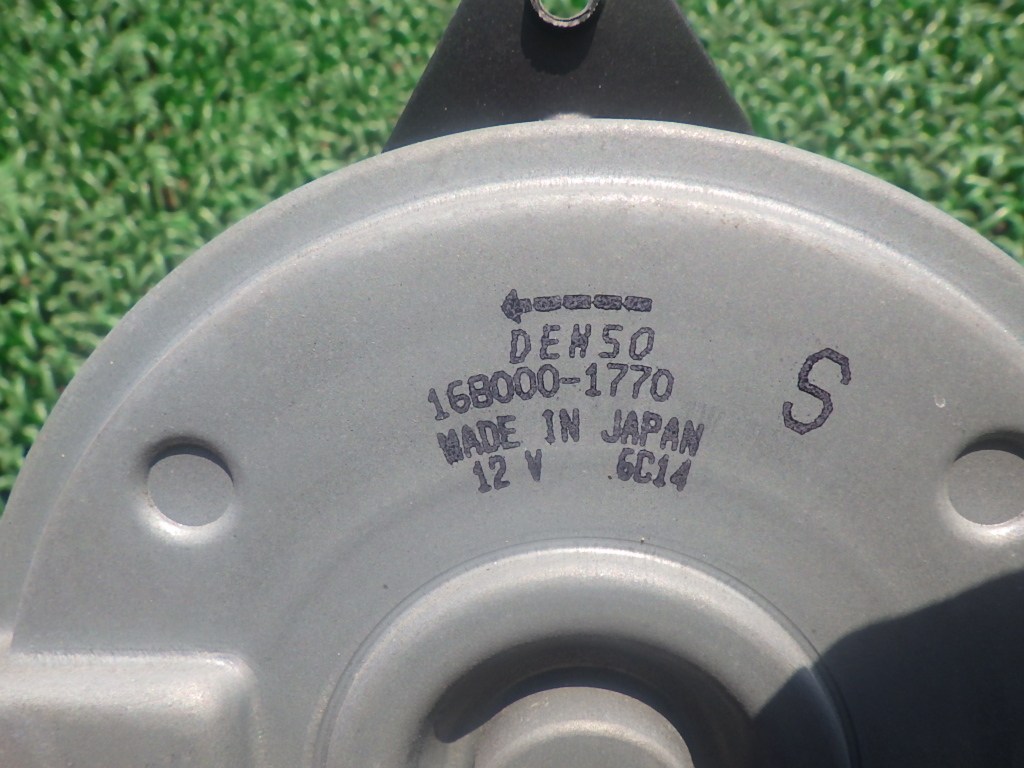 DENSO
168000-1770
MADE IN JAPAN
12 V 6C14
S